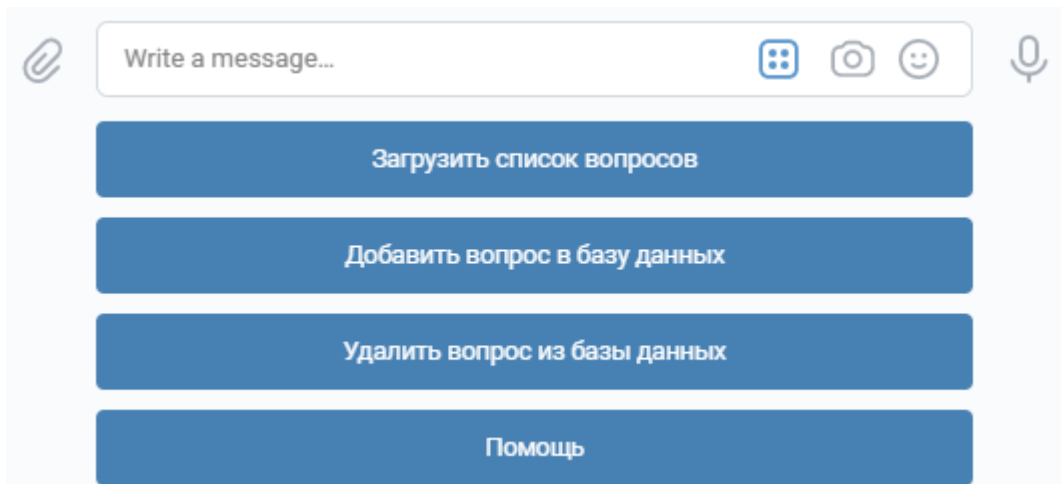 Write a message...
Загрузить список вопросов
Добавить вопрос в базу данных
Удалить вопрос из базы данных
Помощь